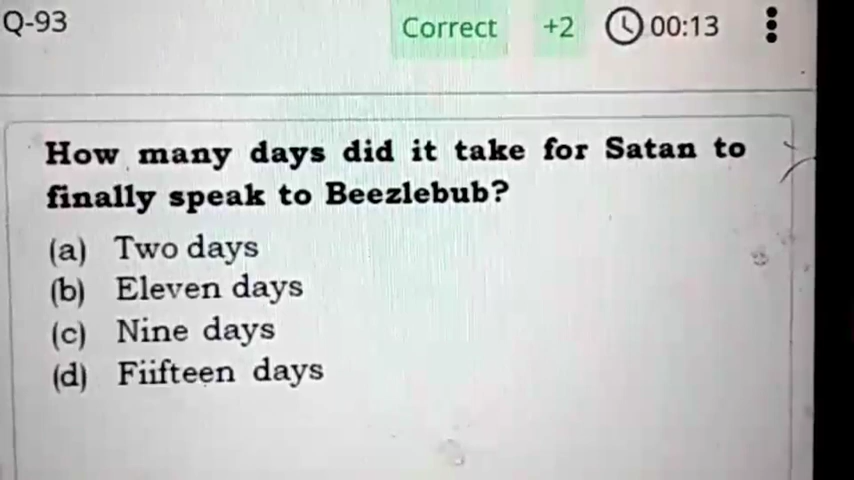 Q-93 Correct +2 00:13
How many days did it take for Satan to
finally speak to Beezlebub?
(a) Two days
(b) Eleven days
(c) Nine days
(d) Fiifteen days